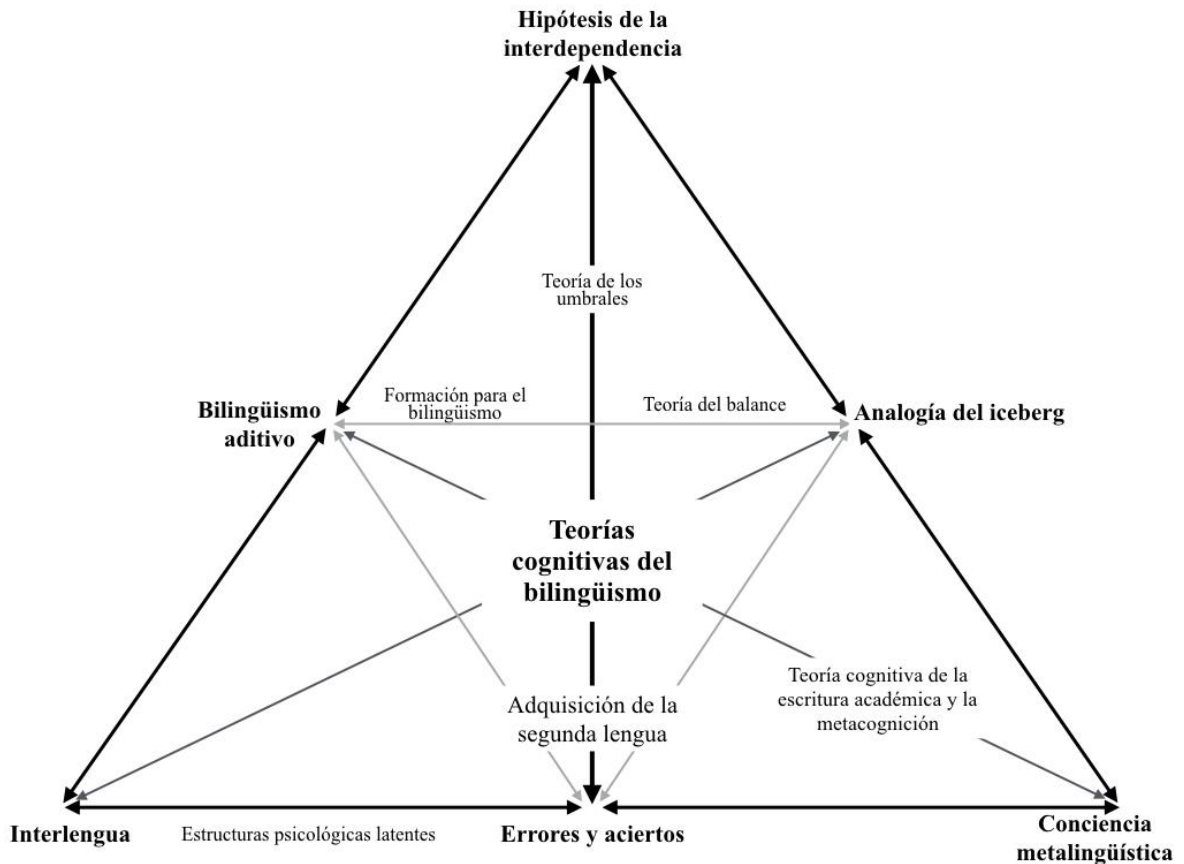 Hipótesis de la
interdependencia
Teoría de los
umbrales
Formación para el
bilingüismo
Teoría del balance
Bilingüismo
aditivo
Analogía del iceberg
Teorías
cognitivas del
bilingüismo
Teoría cognitiva de la
escritura académica y la
metacognición
Adquisición de la
segunda lengua
Interlengua
Estructuras psicológicas latentes
Errores y aciertos
Conciencia
metalingüística